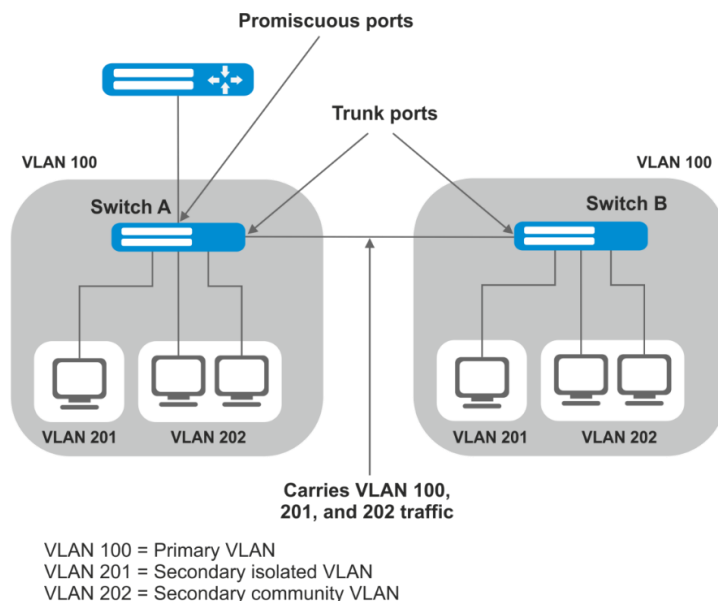 Promiscuous ports
Trunk ports
VLAN 100
VLAN 100
Switch A
Switch B
VLAN 201
VLAN 202
VLAN 201
VLAN 202
Carries VLAN 100,
201, and 202 traffic
VLAN 100 = Primary VLAN
VLAN 201 = Secondary isolated VLAN
VLAN 202 = Secondary community VLAN